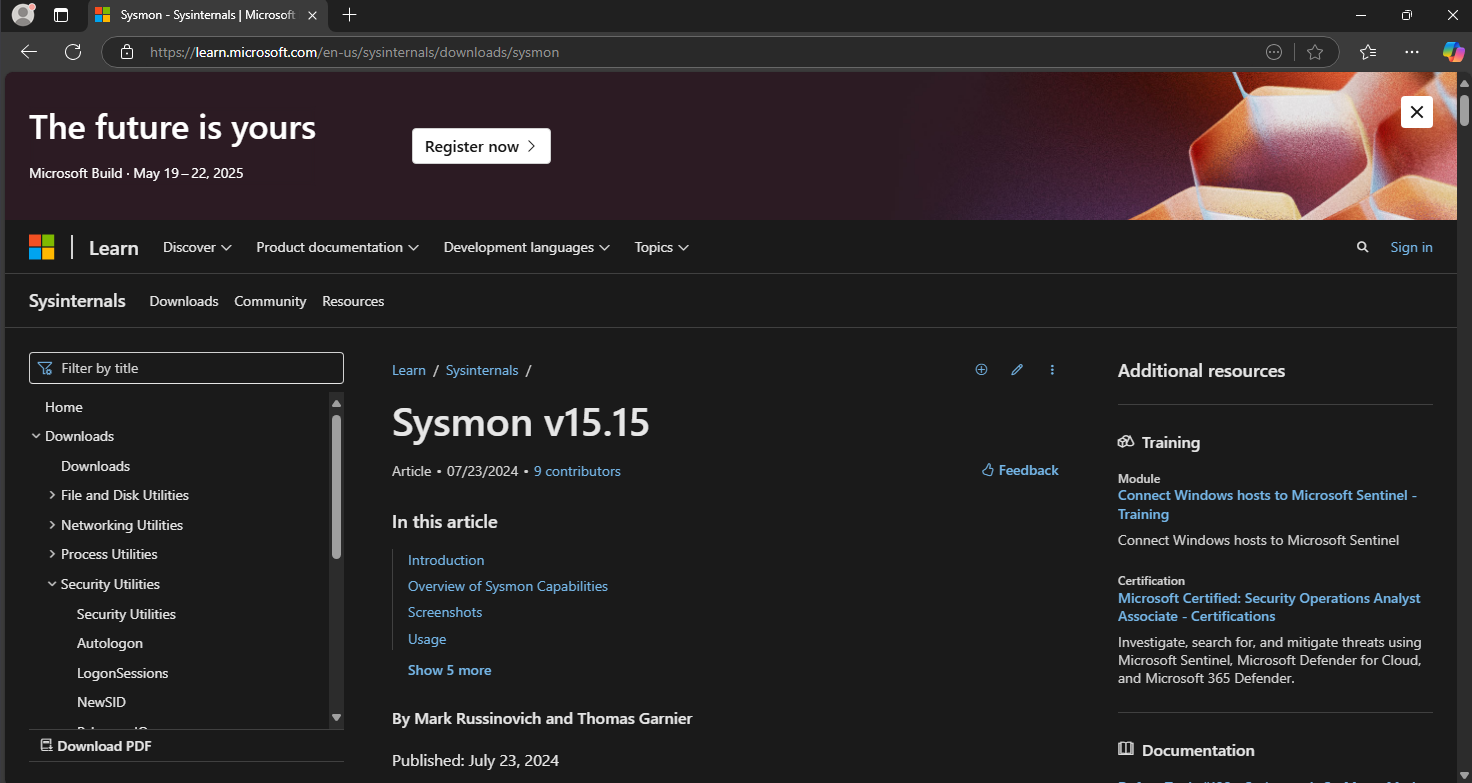 Sysmon - Sysinternals | Microsoft
https://learn.microsoft.com/en-us/sysinternals/downloads/sysmon
The future is yours
Register now
Microsoft Build · May 19 – 22, 2025
Learn
Discover
Product documentation
Development languages
Topics
Sign in
Sysinternals
Downloads
Community
Resources
Filter by title
Home
Downloads
Downloads
File and Disk Utilities
Networking Utilities
Process Utilities
Security Utilities
Security Utilities
Autologon
LogonSessions
NewSID
Download PDF
Learn / Sysinternals /
Sysmon v15.15
Article • 07/23/2024 • 9 contributors
Feedback
In this article
Introduction
Overview of Sysmon Capabilities
Screenshots
Usage
Show 5 more
By Mark Russinovich and Thomas Garnier
Published: July 23, 2024
Additional resources
Training
Module
Connect Windows hosts to Microsoft Sentinel -
Training
Connect Windows hosts to Microsoft Sentinel
Certification
Microsoft Certified: Security Operations Analyst
Associate - Certifications
Investigate, search for, and mitigate threats using
Microsoft Sentinel, Microsoft Defender for Cloud,
and Microsoft 365 Defender.
Documentation